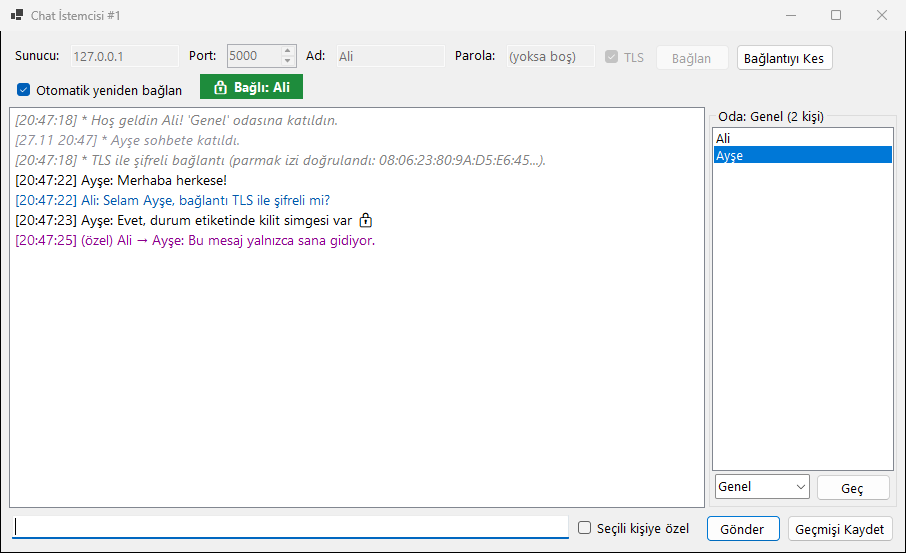 Chat İstemcisi #1
Sunucu: 127.0.0.1 Port: 5000 Ad: Ali Parola: (yoksa boş) TLS Bağlan Bağlantıyı Kes
Otomatik yeniden bağlan Bağlı: Ali
[20:47:18] * Hoş geldin Ali! 'Genel' odasına katıldın.
[27.11 20:47] * Ayşe sohbete katıldı.
[20:47:18] * TLS ile şifreli bağlantı (parmak izi doğrulandı: 08:06:23:80:9A:D5:E6:45...).
[20:47:22] Ayşe: Merhaba herkese!
[20:47:22] Ali: Selam Ayşe, bağlantı TLS ile şifreli mi?
[20:47:23] Ayşe: Evet, durum etiketinde kilit simgesi var 🔒
[20:47:25] (özel) Ali → Ayşe: Bu mesaj yalnızca sana gidiyor.
Oda: Genel (2 kişi)
Ali
Ayşe
Genel Geç
Seçili kişiye özel Gönder Geçmişi Kaydet